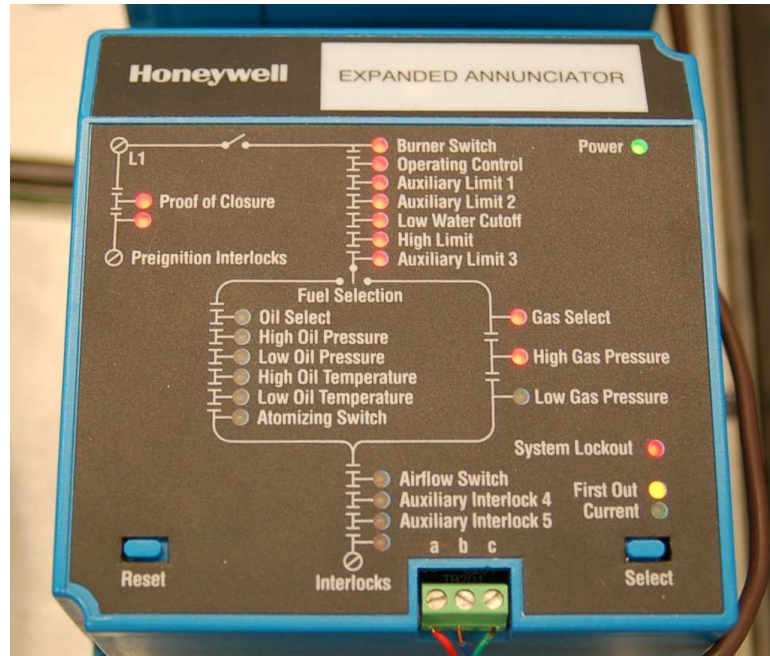 Honeywell
EXPANDED ANNUNCIATOR
L1
Burner Switch
Power
Operating Control
Auxiliary Limit 1
Proof of Closure
Auxiliary Limit 2
Low Water Cutoff
High Limit
Preignition Interlocks
Auxiliary Limit 3
Fuel Selection
Oil Select
Gas Select
High Oil Pressure
Low Oil Pressure
High Gas Pressure
High Oil Temperature
Low Oil Temperature
Low Gas Pressure
Atomizing Switch
System Lockout
Airflow Switch
First Out
Auxiliary Interlock 4
Current
Auxiliary Interlock 5
a b c
Reset
Interlocks
Select